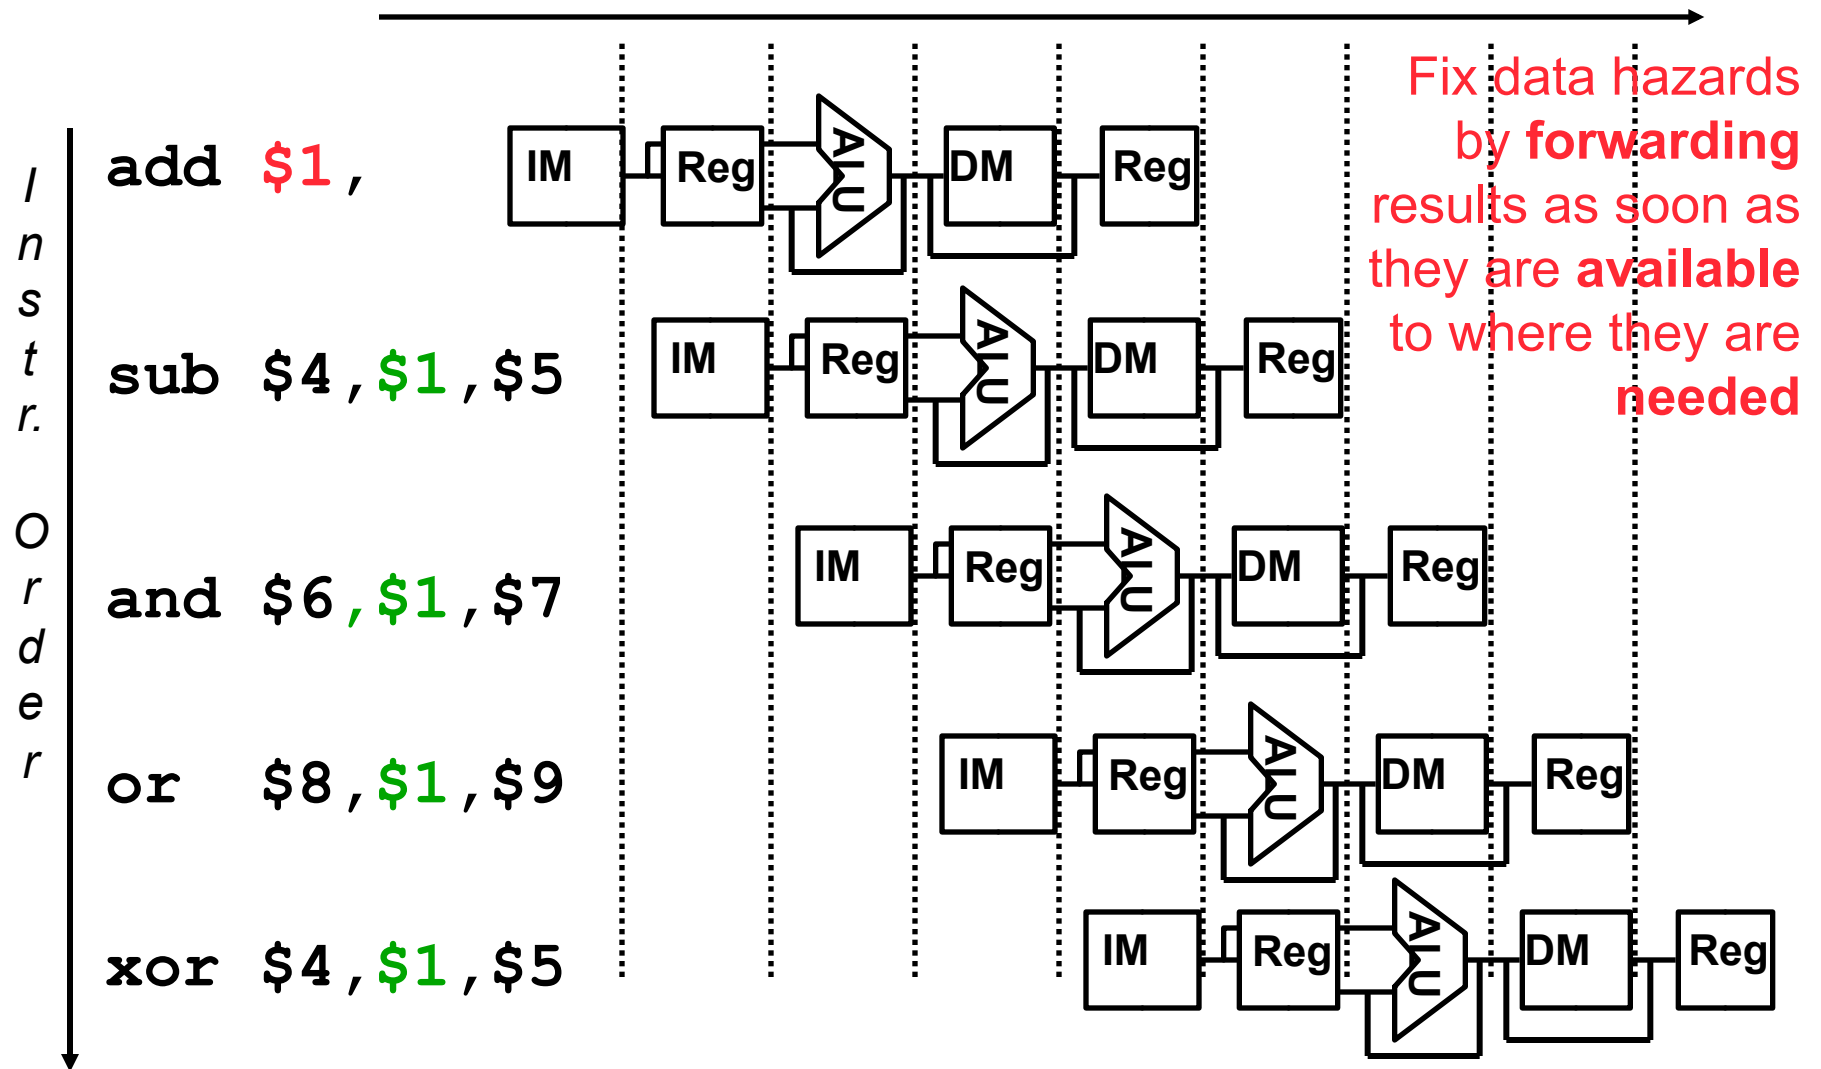 Fix data hazards
by forwarding
results as soon as
they are available
to where they are
needed
Instr. Order
add $1,
IM Reg ALU DM Reg
sub $4,$1,$5
IM Reg ALU DM Reg
and $6,$1,$7
IM Reg ALU DM Reg
or $8,$1,$9
IM Reg ALU DM Reg
xor $4,$1,$5
IM Reg ALU DM Reg